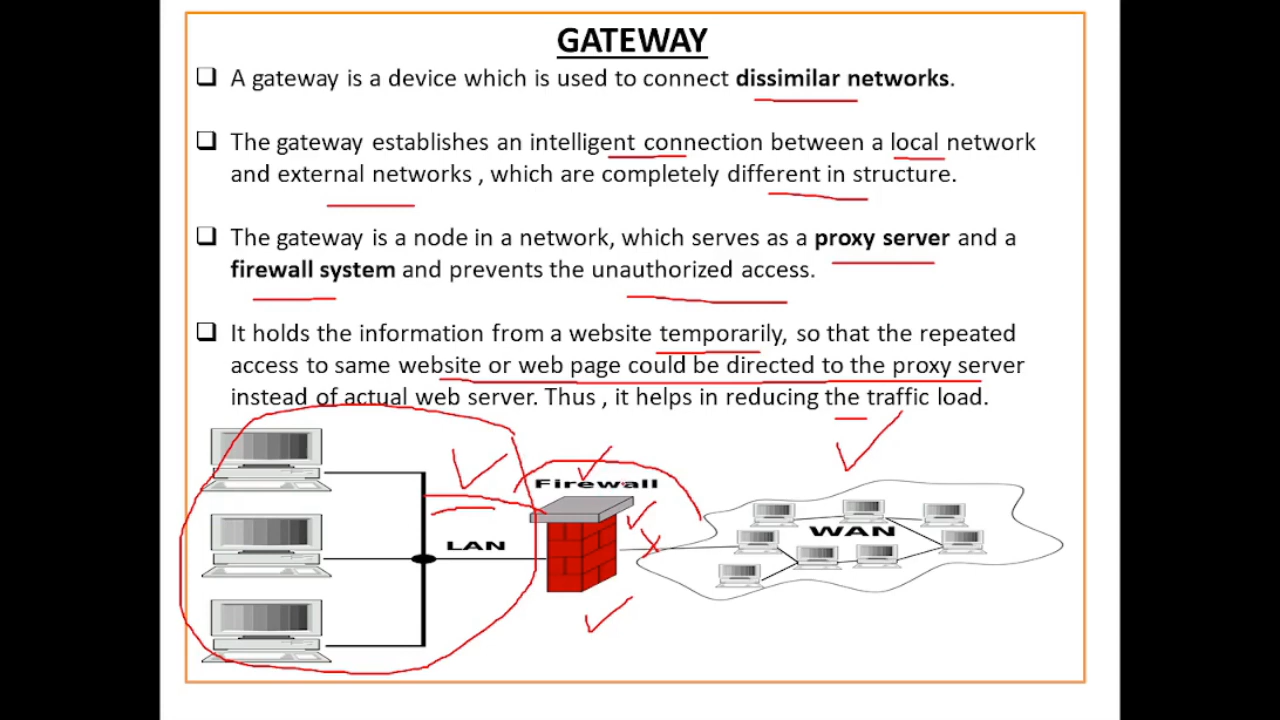 GATEWAY
❑ A gateway is a device which is used to connect dissimilar networks.
❑ The gateway establishes an intelligent connection between a local network
and external networks , which are completely different in structure.
❑ The gateway is a node in a network, which serves as a proxy server and a
firewall system and prevents the unauthorized access.
❑ It holds the information from a website temporarily, so that the repeated
access to same website or web page could be directed to the proxy server
instead of actual web server. Thus , it helps in reducing the traffic load.
Firewall
WAN
LAN